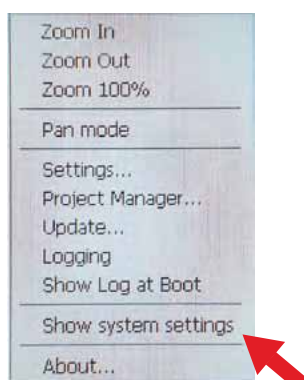 Zoom In
Zoom Out
Zoom 100%
Pan mode
Settings...
Project Manager...
Update...
Logging
Show Log at Boot
Show system settings
About...